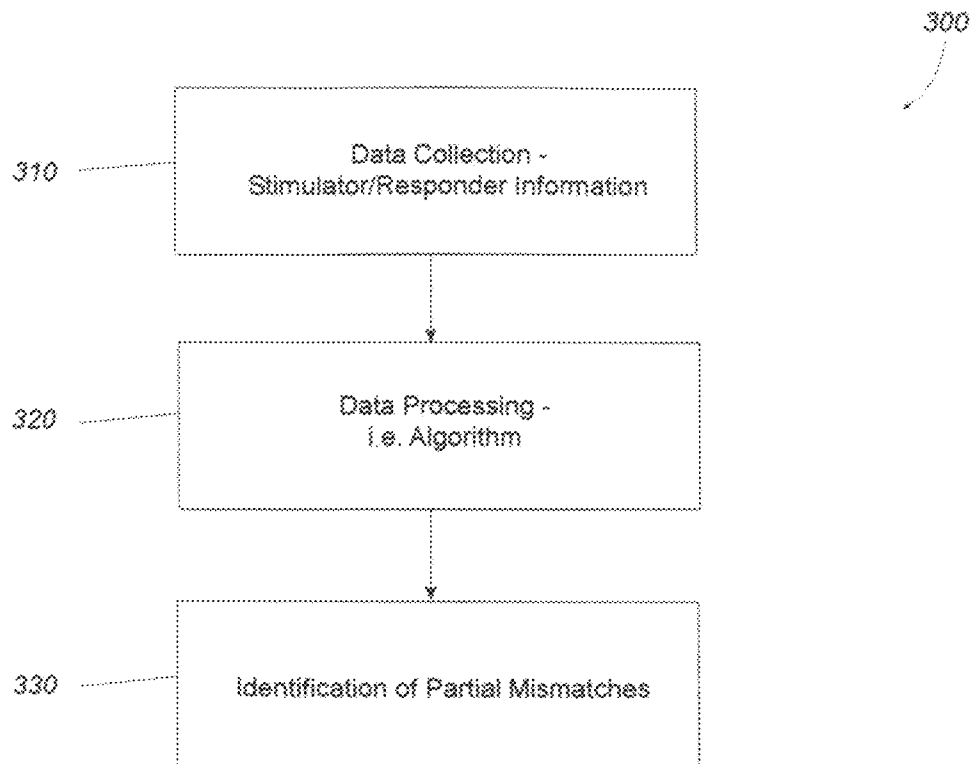 300
310
Data Collection -
Stimulator/Responder Information
320
Data Processing -
i.e. Algorithm
330
Identification of Partial Mismatches